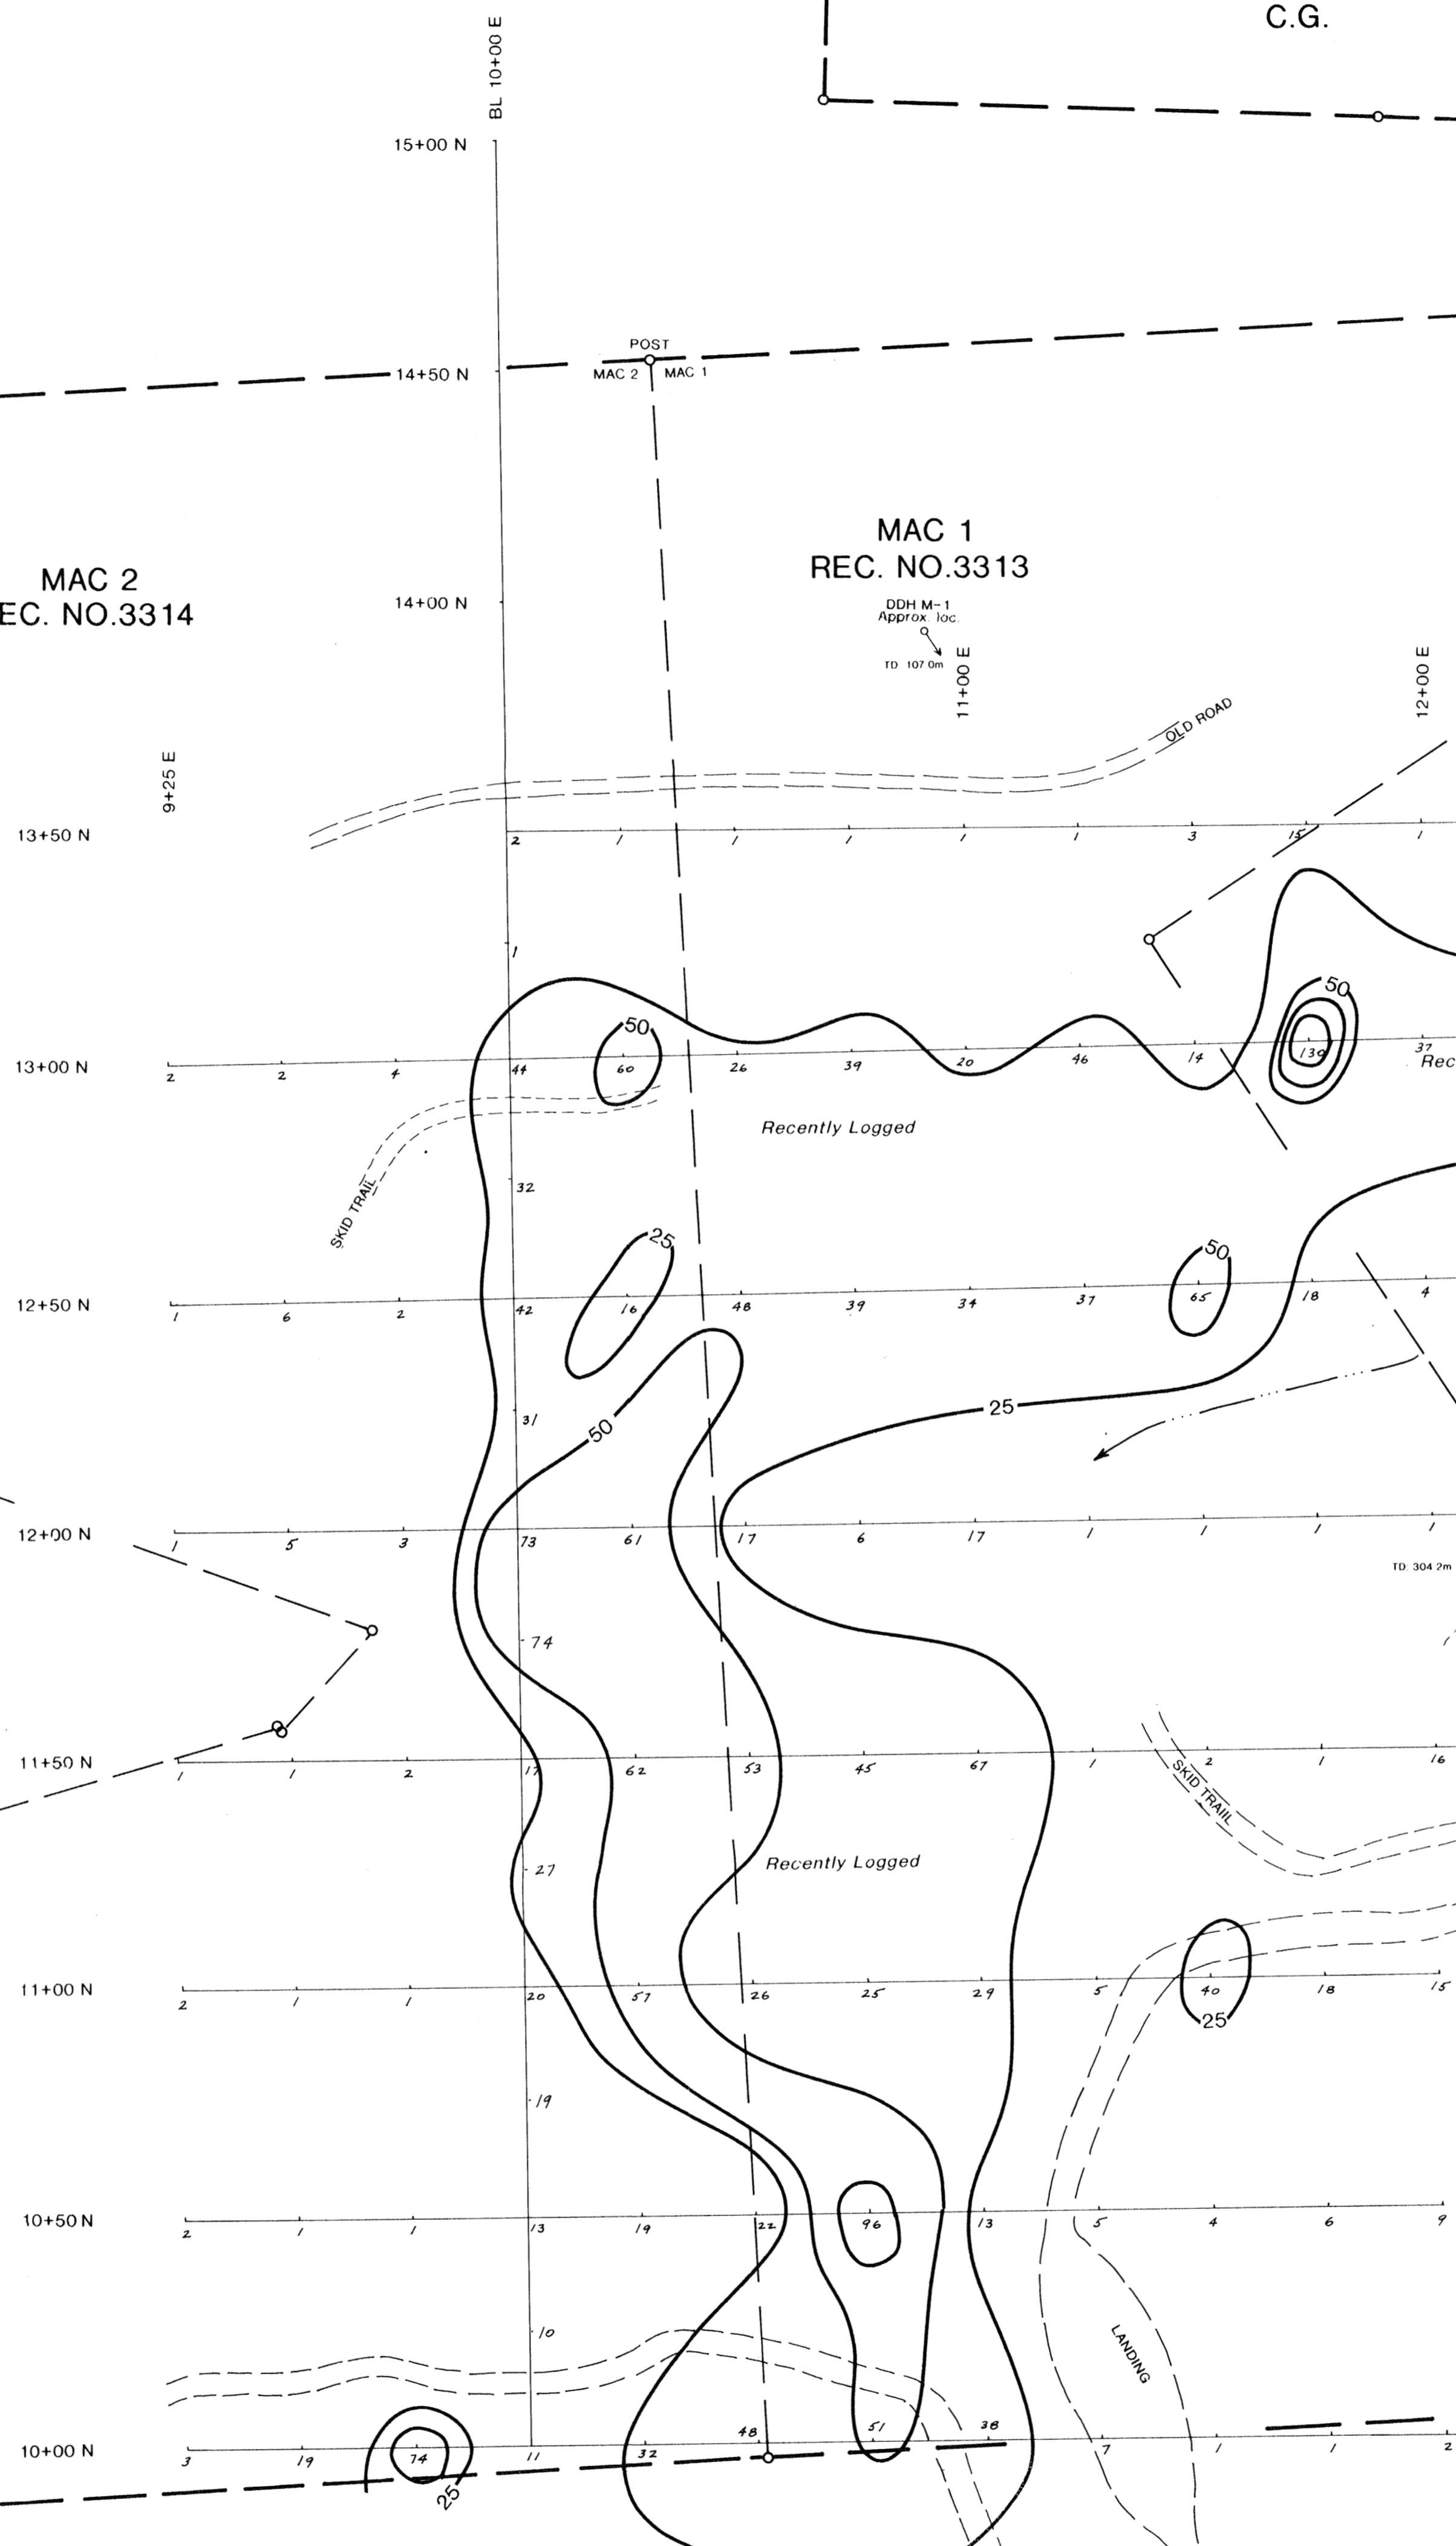 C.G.
BL 10+00 E
15+00 N
POST
14+50 N
MAC 2
MAC 1
MAC 1
REC. NO.3313
MAC 2
EC. NO.3314
14+00 N
DDH M-1
Approx. loc.
TD 107.0m
11+00 E
12+00 E
OLD ROAD
9+25 E
13+50 N
2 1 1 1 1 1 3 15 1
1
50
50
13+00 N
2 2 4 44 60 26 39 20 46 14 130 37
Rec
Recently Logged
SKID TRAIL
32
25
50
12+50 N
1 6 2 42 16 48 39 34 37 65 18 4
31
50
25
12+00 N
1 5 3 73 61 17 6 17 1 1 1 1
TD. 304.2m
74
11+50 N
1 1 2 17 62 53 45 67 1 2 1 16
SKID TRAIIL
27
Recently Logged
11+00 N
2 1 1 20 57 26 25 29 5 40 18 15
25
19
10+50 N
2 1 1 13 19 22 96 13 5 4 6 9
10
LANDING
10+00 N
3 19 74 11 32 48 51 38 7 1 1 2
25